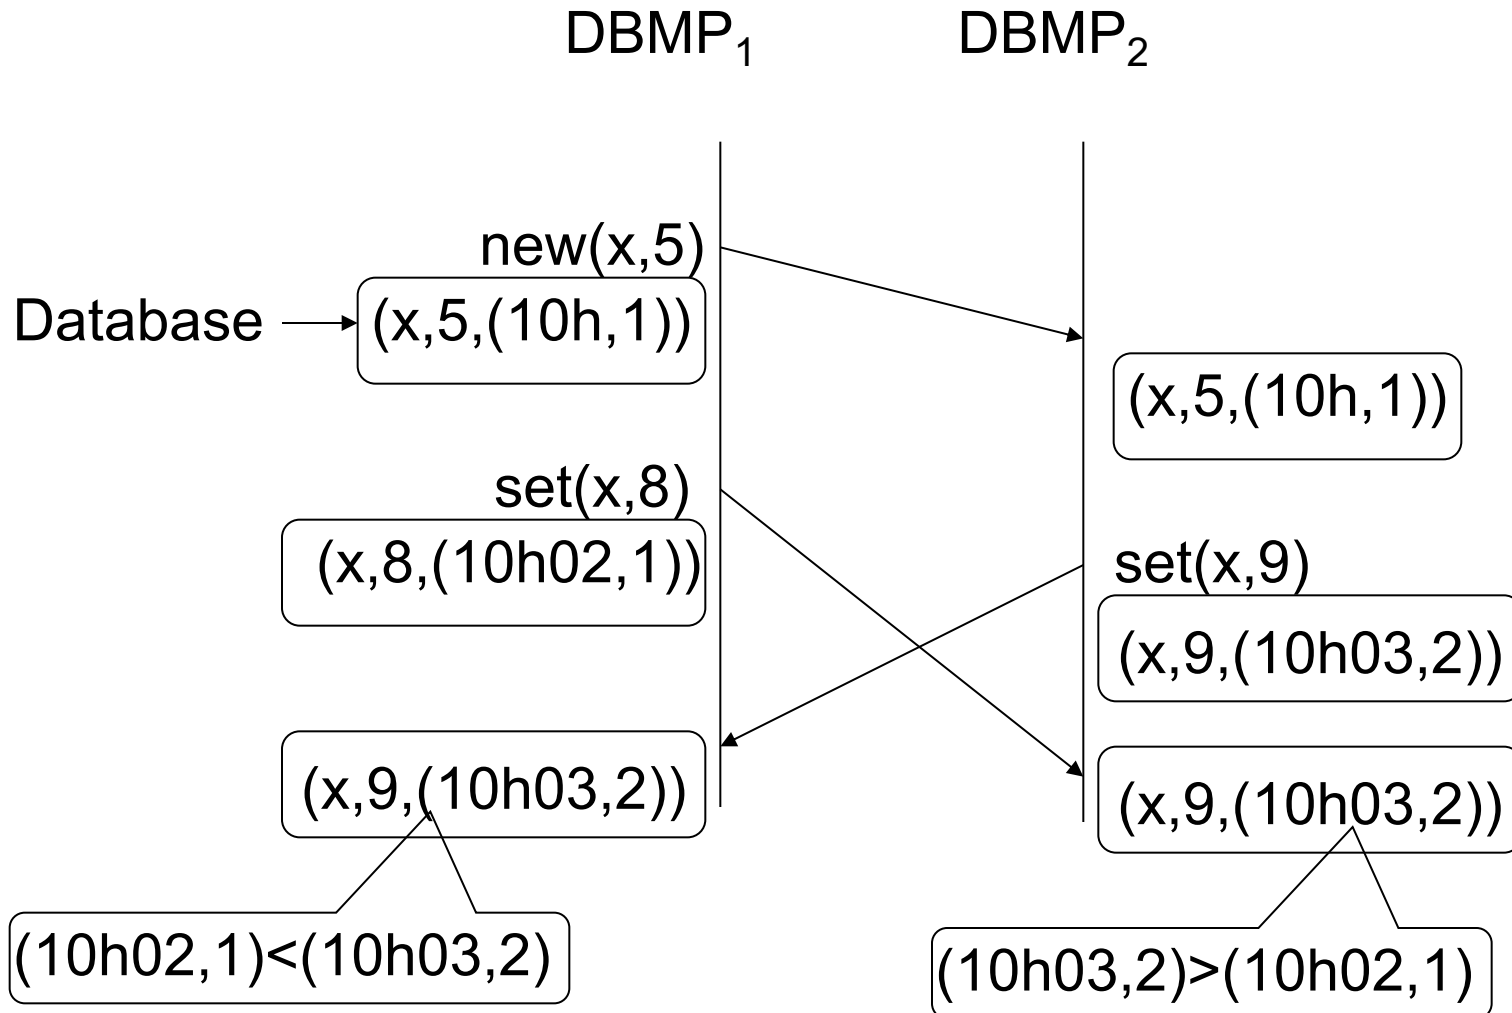 DBMP1 DBMP2
new(x,5)
Database (x,5,(10h,1))
(x,5,(10h,1))
set(x,8)
(x,8,(10h02,1))
set(x,9)
(x,9,(10h03,2))
(x,9,(10h03,2))
(x,9,(10h03,2))
(10h02,1)<(10h03,2)
(10h03,2)>(10h02,1)